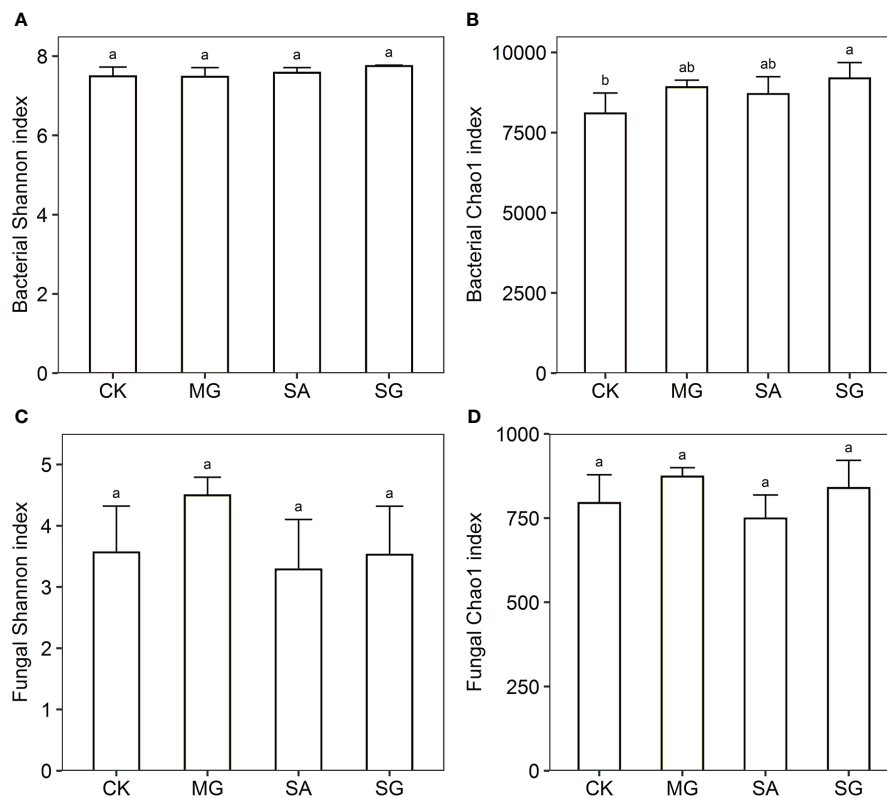 A
Bacterial Shannon index
8
6
4
2
0
a
a
a
a
CK
MG
SA
SG
B
Bacterial Chao1 index
10000
7500
5000
2500
0
b
ab
ab
a
CK
MG
SA
SG
C
Fungal Shannon index
5
4
3
2
1
0
a
a
a
a
CK
MG
SA
SG
D
Fungal Chao1 index
1000
750
500
250
0
a
a
a
a
CK
MG
SA
SG